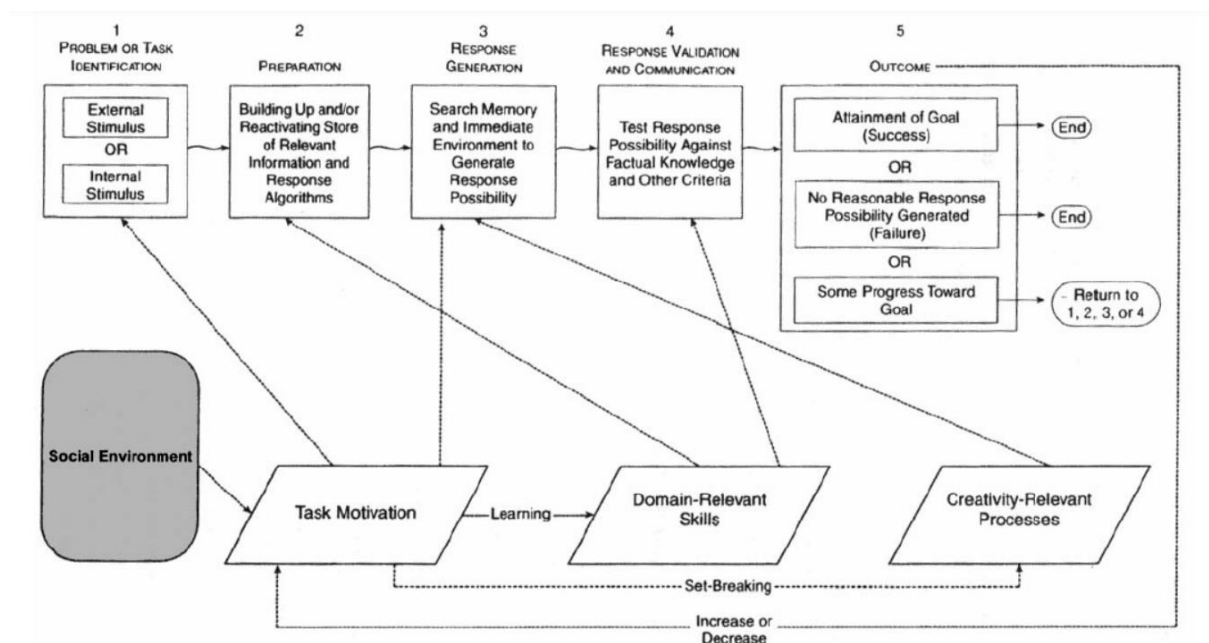 1
PROBLEM OR TASK
IDENTIFICATION
External
Stimulus
OR
Internal
Stimulus
2
PREPARATION
Building Up and/or
Reactivating Store
of Relevant
Information and
Response
Algorithms
3
RESPONSE
GENERATION
Search Memory
and Immediate
Environment to
Generate
Response
Possibility
4
RESPONSE VALIDATION
AND COMMUNICATION
Test Response
Possibility Against
Factual Knowledge
and Other Criteria
5
OUTCOME
Attainment of Goal
(Success)
End
OR
No Reasonable Response
Possibility Generated
(Failure)
End
OR
Some Progress Toward
Goal
Return to
1, 2, 3, or 4
Social Environment
Task Motivation
Learning
Domain-Relevant
Skills
Creativity-Relevant
Processes
Set-Breaking
Increase or
Decrease